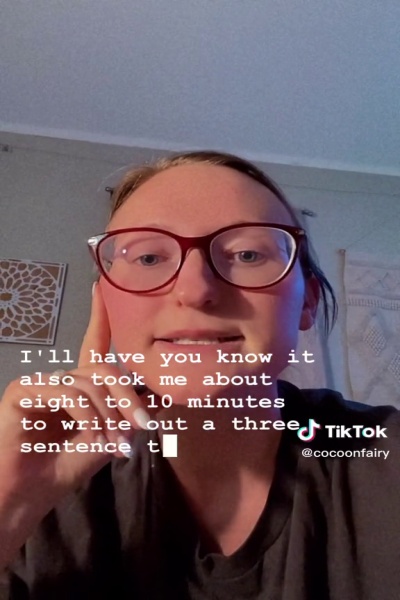 I'll have you know it
also took me about
eight to 10 minutes
to write out a three
sentence t
TikTok
@cocoonfairy